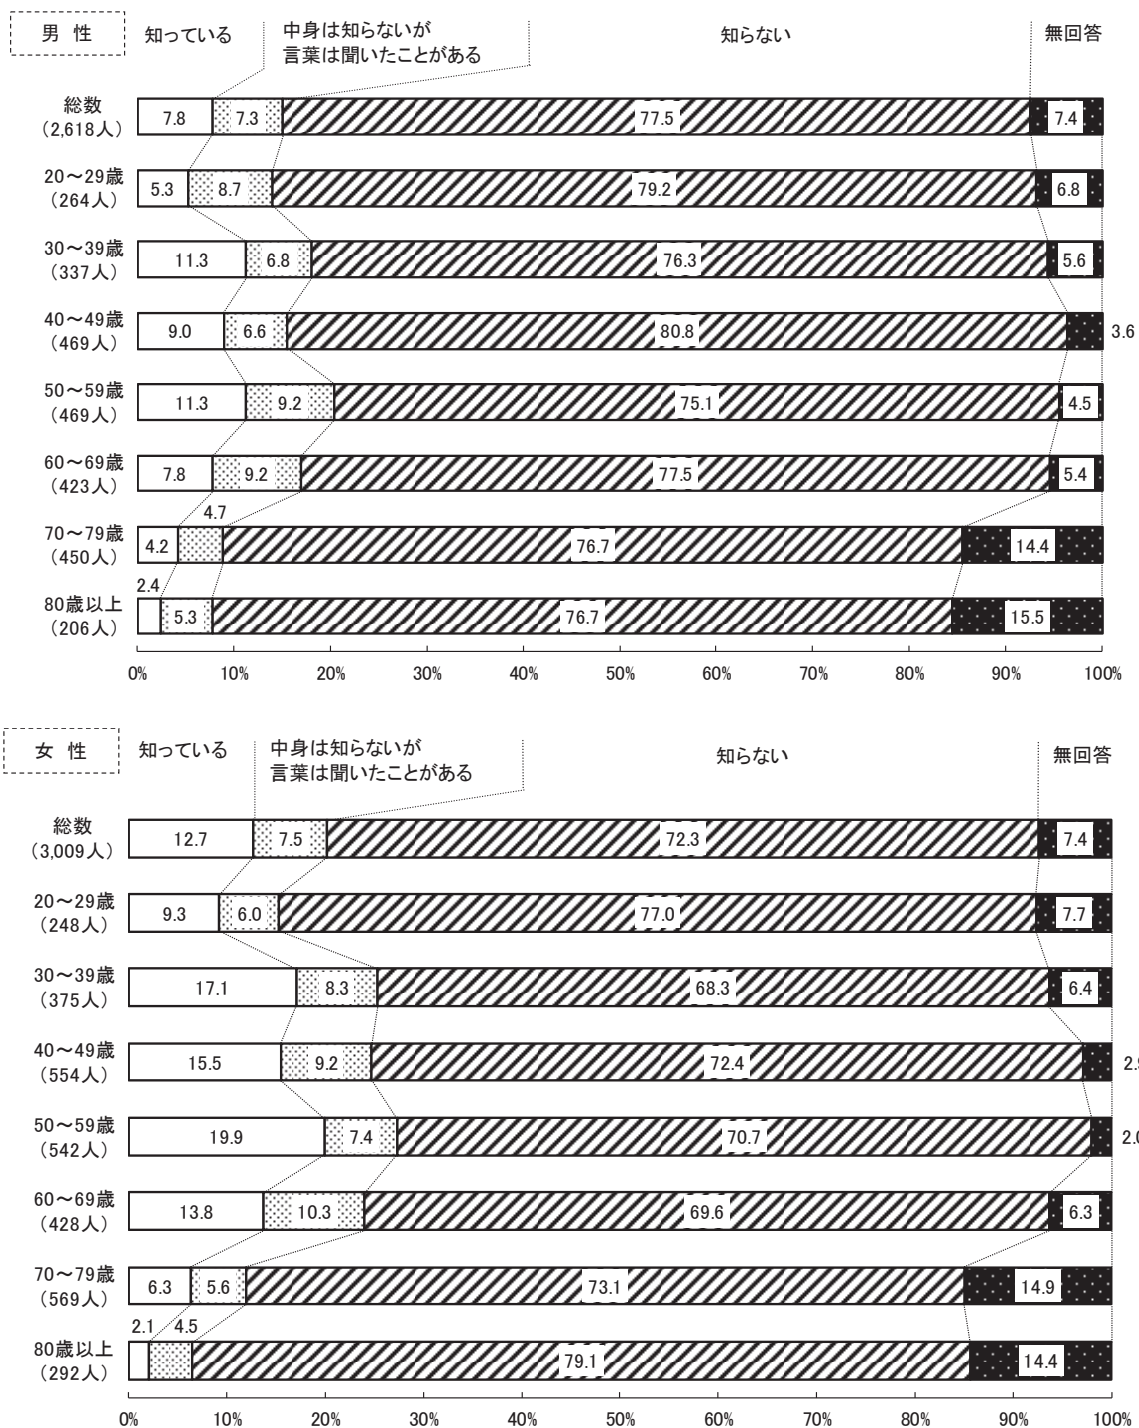 男 性
知っている
中身は知らないが
言葉は聞いたことがある
知らない
無回答
総数
(2,618人)
7.8
7.3
77.5
7.4
20～29歳
(264人)
5.3
8.7
79.2
6.8
30～39歳
(337人)
11.3
6.8
76.3
5.6
40～49歳
(469人)
9.0
6.6
80.8
3.6
50～59歳
(469人)
11.3
9.2
75.1
4.5
60～69歳
(423人)
7.8
9.2
77.5
5.4
70～79歳
(450人)
4.2
4.7
76.7
14.4
80歳以上
(206人)
2.4
5.3
76.7
15.5
0% 10% 20% 30% 40% 50% 60% 70% 80% 90% 100%
女 性
知っている
中身は知らないが
言葉は聞いたことがある
知らない
無回答
総数
(3,009人)
12.7
7.5
72.3
7.4
20～29歳
(248人)
9.3
6.0
77.0
7.7
30～39歳
(375人)
17.1
8.3
68.3
6.4
40～49歳
(554人)
15.5
9.2
72.4
50～59歳
(542人)
19.9
7.4
70.7
60～69歳
(428人)
13.8
10.3
69.6
6.3
70～79歳
(569人)
6.3
5.6
73.1
14.9
80歳以上
(292人)
2.1
4.5
79.1
14.4
0% 10% 20% 30% 40% 50% 60% 70% 80% 90% 100%